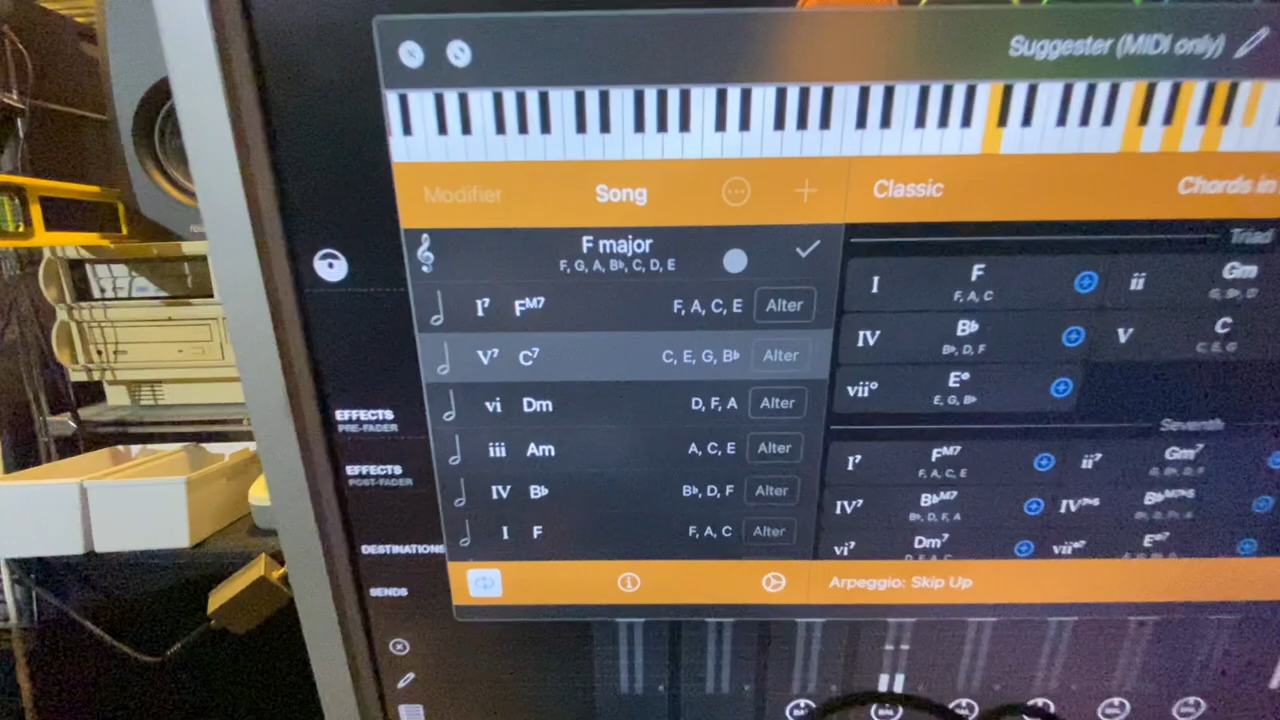 Suggester (MIDI only)
Modifier Song Classic Chords in
F major
F, G, A, B♭, C, D, E
I⁷ Fᴹ⁷ F, A, C, E Alter
V⁷ C⁷ C, E, G, B♭ Alter
vi Dm D, F, A Alter
iii Am A, C, E Alter
IV B♭ B♭, D, F Alter
I F F, A, C Alter
Triad
I F ii Gm
F, A, C G, B♭, D
IV B♭ V C
B♭, D, F C, E, G
vii° E°
E, G, B♭
Seventh
I⁷ Fᴹ⁷ ii⁷ Gm⁷
F, A, C, E
IV⁷ B♭ᴹ⁷
B♭, D, F, A
vi⁷ Dm⁷
Arpeggio: Skip Up
EFFECTS
PRE-FADER
EFFECTS
POST-FADER
DESTINATIONS
SENDS